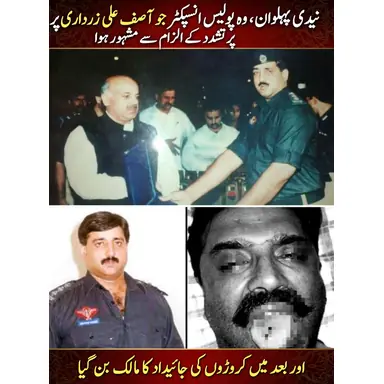 نیدی پہلوان، وہ پولیس انسپکٹر جو آصف علی زرداری پر
پر تشدد کے الزام سے مشہور ہوا
اور بعد میں کروڑوں کی جائیداد کا مالک بن گیا